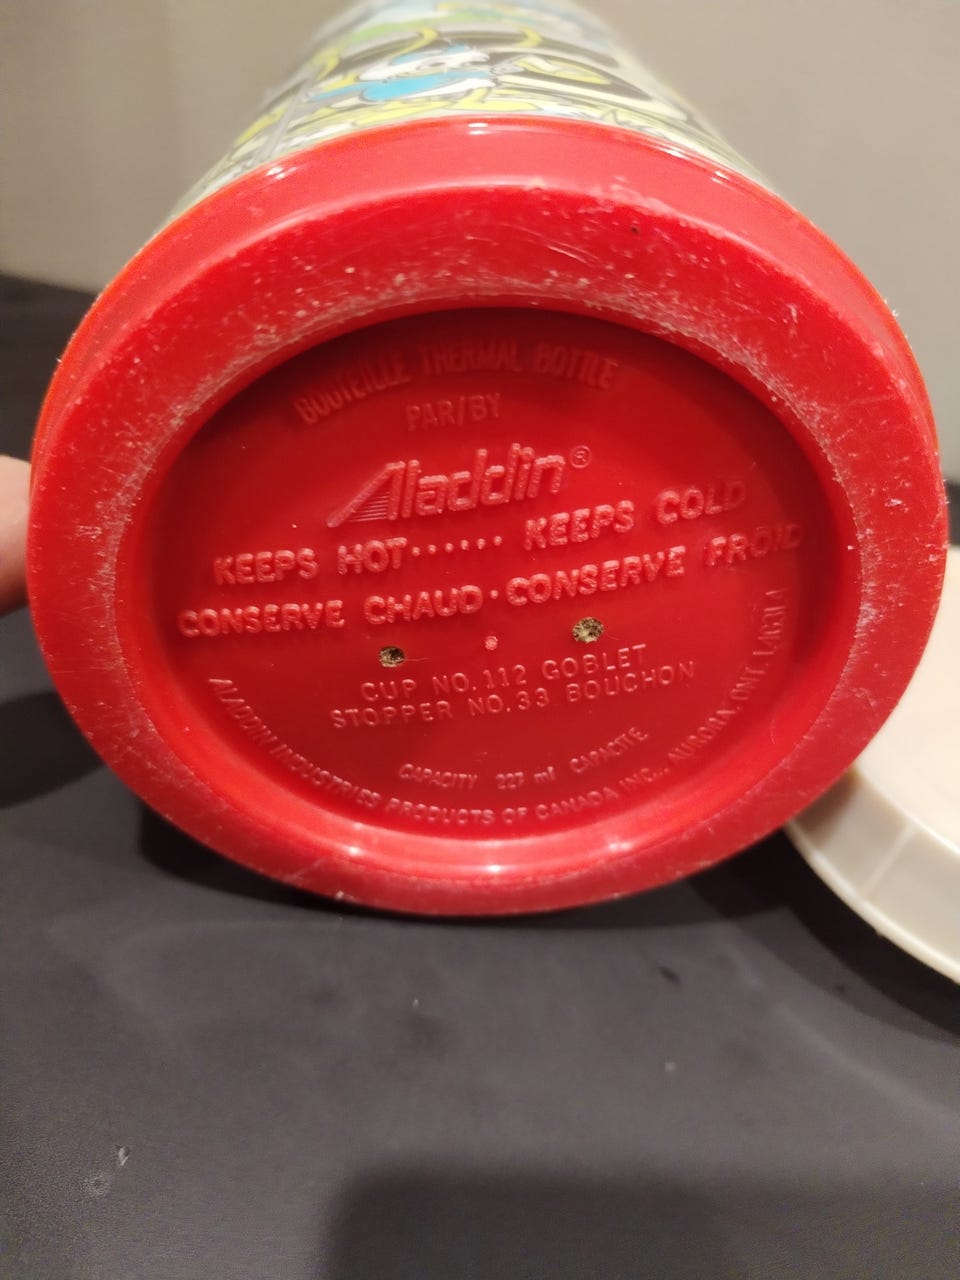 BOUTEILLE THERMAL BOTTLE
PAR/BY
Aladdin®
KEEPS HOT...... KEEPS COLD
CONSERVE CHAUD·CONSERVE FROID
CUP NO. 112 GOBLET
STOPPER NO. 33 BOUCHON
CAPACITY 227 ml CAPACITE
ALADDIN INDUSTRIES PRODUCTS OF CANADA INC., AURORA, ONT. L4G1L4